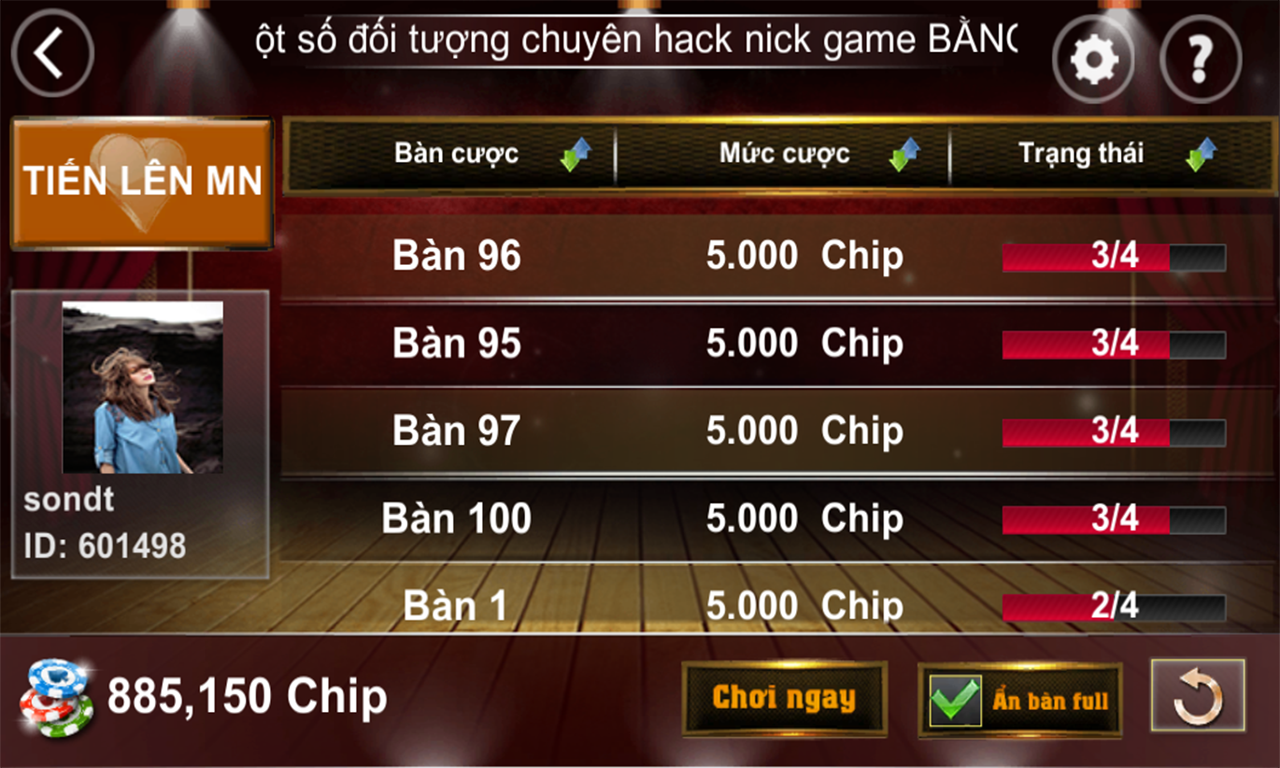 ột số đối tượng chuyên hack nick game BẰNG
?
TIẾN LÊN MN
Bàn cược Mức cược Trạng thái
Bàn 96 5.000 Chip 3/4
Bàn 95 5.000 Chip 3/4
Bàn 97 5.000 Chip 3/4
Bàn 100 5.000 Chip 3/4
Bàn 1 5.000 Chip 2/4
sondt
ID: 601498
885,150 Chip
Chơi ngay
Ẩn bàn full